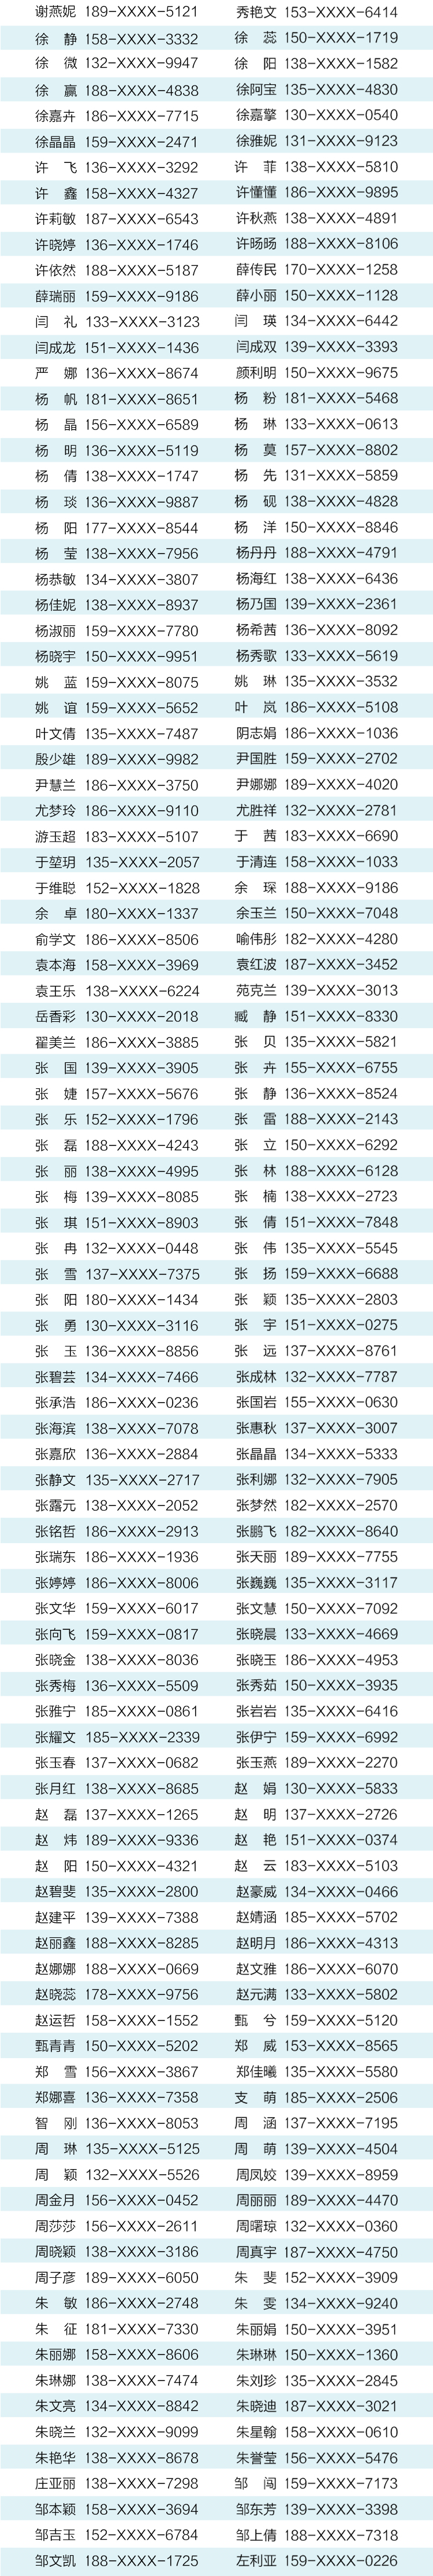 谢燕妮 189-XXXX-5121 秀艳文 153-XXXX-6414
徐　静 158-XXXX-3332 徐　蕊 150-XXXX-1719
徐　微 132-XXXX-9947 徐　阳 138-XXXX-1582
徐　赢 188-XXXX-4838 徐阿宝 135-XXXX-4830
徐嘉卉 186-XXXX-7715 徐嘉擎 130-XXXX-0540
徐晶晶 159-XXXX-2471 徐雅妮 131-XXXX-9123
许　飞 136-XXXX-3292 许　菲 138-XXXX-5810
许　鑫 158-XXXX-4327 许懂懂 186-XXXX-9895
许莉敏 187-XXXX-6543 许秋燕 138-XXXX-4891
许晓婷 136-XXXX-1746 许旸旸 188-XXXX-8106
许依然 188-XXXX-5187 薛传民 170-XXXX-1258
薛瑞丽 159-XXXX-9186 薛小丽 150-XXXX-1128
闫　礼 133-XXXX-3123 闫　瑛 134-XXXX-6442
闫成龙 151-XXXX-1436 闫成双 139-XXXX-3393
严　娜 136-XXXX-8674 颜利明 150-XXXX-9675
杨　帆 181-XXXX-8651 杨　粉 181-XXXX-5468
杨　晶 156-XXXX-6589 杨　琳 133-XXXX-0613
杨　明 136-XXXX-5119 杨　莫 157-XXXX-8802
杨　倩 138-XXXX-1747 杨　先 131-XXXX-5859
杨　琰 136-XXXX-9887 杨　砚 138-XXXX-4828
杨　阳 177-XXXX-8544 杨　洋 150-XXXX-8846
杨　莹 138-XXXX-7956 杨丹丹 188-XXXX-4791
杨恭敏 134-XXXX-3807 杨海红 138-XXXX-6436
杨佳妮 138-XXXX-8937 杨乃国 139-XXXX-2361
杨淑丽 159-XXXX-7780 杨希茜 136-XXXX-8092
杨晓宇 150-XXXX-9951 杨秀歌 133-XXXX-5619
姚　蓝 159-XXXX-8075 姚　琳 135-XXXX-3532
姚　谊 159-XXXX-5652 叶　岚 186-XXXX-5108
叶文倩 135-XXXX-7487 阴志娟 186-XXXX-1036
殷少雄 189-XXXX-9982 尹国胜 159-XXXX-2702
尹慧兰 186-XXXX-3750 尹娜娜 189-XXXX-4020
尤梦玲 186-XXXX-9110 尤胜祥 132-XXXX-2781
游玉超 183-XXXX-5107 于　茜 183-XXXX-6690
于堃玥 135-XXXX-2057 于清连 158-XXXX-1033
于维聪 152-XXXX-1828 余　琛 188-XXXX-9186
余　卓 180-XXXX-1337 余玉兰 150-XXXX-7048
俞学文 186-XXXX-8506 喻伟彤 182-XXXX-4280
袁本海 158-XXXX-3969 袁红波 187-XXXX-3452
袁王乐 138-XXXX-6224 苑克兰 139-XXXX-3013
岳香彩 130-XXXX-2018 臧　静 151-XXXX-8330
翟美兰 186-XXXX-3885 张　贝 135-XXXX-5821
张　国 139-XXXX-3905 张　卉 155-XXXX-6755
张　婕 157-XXXX-5676 张　静 136-XXXX-8524
张　乐 152-XXXX-1796 张　雷 188-XXXX-2143
张　磊 188-XXXX-4243 张　立 150-XXXX-6292
张　丽 138-XXXX-4995 张　林 188-XXXX-6128
张　梅 139-XXXX-8085 张　楠 138-XXXX-2723
张　琪 151-XXXX-8903 张　倩 151-XXXX-7848
张　冉 132-XXXX-0448 张　伟 135-XXXX-5545
张　雪 137-XXXX-7375 张　扬 159-XXXX-6688
张　阳 180-XXXX-1434 张　颖 135-XXXX-2803
张　勇 130-XXXX-3116 张　宇 151-XXXX-0275
张　玉 136-XXXX-8856 张　远 137-XXXX-8761
张碧芸 134-XXXX-7466 张成林 132-XXXX-7787
张承浩 186-XXXX-0236 张国岩 155-XXXX-0630
张海滨 138-XXXX-7078 张惠秋 137-XXXX-3007
张嘉欣 136-XXXX-2884 张晶晶 134-XXXX-5333
张静文 135-XXXX-2717 张利娜 132-XXXX-7905
张露元 138-XXXX-2052 张梦然 182-XXXX-2570
张铭哲 186-XXXX-2913 张鹏飞 182-XXXX-8640
张瑞东 186-XXXX-1936 张天丽 189-XXXX-7755
张婷婷 186-XXXX-8006 张巍巍 135-XXXX-3117
张文华 159-XXXX-6017 张文慧 150-XXXX-7092
张向飞 159-XXXX-0817 张晓晨 133-XXXX-4669
张晓金 138-XXXX-8036 张晓玉 186-XXXX-4953
张秀梅 136-XXXX-5509 张秀茹 150-XXXX-3935
张雅宁 185-XXXX-0861 张岩岩 135-XXXX-6416
张耀文 185-XXXX-2339 张伊宁 159-XXXX-6992
张玉春 137-XXXX-0682 张玉燕 189-XXXX-2270
张月红 138-XXXX-8685 赵　娟 130-XXXX-5833
赵　磊 137-XXXX-1265 赵　明 137-XXXX-2726
赵　炜 189-XXXX-9336 赵　艳 151-XXXX-0374
赵　阳 150-XXXX-4321 赵　云 183-XXXX-5103
赵碧斐 135-XXXX-2800 赵豪威 134-XXXX-0466
赵建平 139-XXXX-7388 赵婧涵 185-XXXX-5702
赵丽鑫 188-XXXX-8285 赵明月 186-XXXX-4313
赵娜娜 188-XXXX-0669 赵文雅 186-XXXX-6070
赵晓蕊 178-XXXX-9756 赵元满 133-XXXX-5802
赵运哲 158-XXXX-1552 甄　兮 159-XXXX-5120
甄青青 150-XXXX-5202 郑　威 153-XXXX-8565
郑　雪 156-XXXX-3867 郑佳曦 135-XXXX-5580
郑娜喜 136-XXXX-7358 支　萌 185-XXXX-2506
智　刚 136-XXXX-8053 周　涵 137-XXXX-7195
周　琳 135-XXXX-5125 周　萌 139-XXXX-4504
周　颖 132-XXXX-5526 周凤姣 139-XXXX-8959
周金月 156-XXXX-0452 周丽丽 189-XXXX-4470
周莎莎 156-XXXX-2611 周曙琼 132-XXXX-0360
周晓颖 138-XXXX-3186 周真宇 187-XXXX-4750
周子彦 189-XXXX-6050 朱　斐 152-XXXX-3909
朱　敏 186-XXXX-2748 朱　雯 134-XXXX-9240
朱　征 181-XXXX-7330 朱丽娟 150-XXXX-3951
朱丽娜 158-XXXX-8606 朱琳琳 150-XXXX-1360
朱琳娜 138-XXXX-7474 朱刘珍 135-XXXX-2845
朱文亮 134-XXXX-8842 朱晓迪 187-XXXX-3021
朱晓兰 132-XXXX-9099 朱星翰 158-XXXX-0610
朱艳华 138-XXXX-8678 朱誉莹 156-XXXX-5476
庄亚丽 138-XXXX-7298 邹　闯 159-XXXX-7173
邹本颖 158-XXXX-3694 邹东芳 139-XXXX-3398
邹吉玉 152-XXXX-6784 邹上倩 188-XXXX-7318
邹文凯 188-XXXX-1725 左利亚 159-XXXX-0226